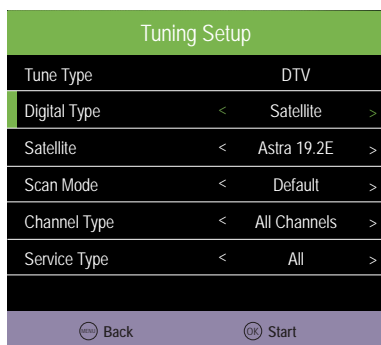 Tuning Setup
Tune Type DTV
Digital Type < Satellite >
Satellite < Astra 19.2E >
Scan Mode < Default >
Channel Type < All Channels >
Service Type < All >
MENU Back OK Start